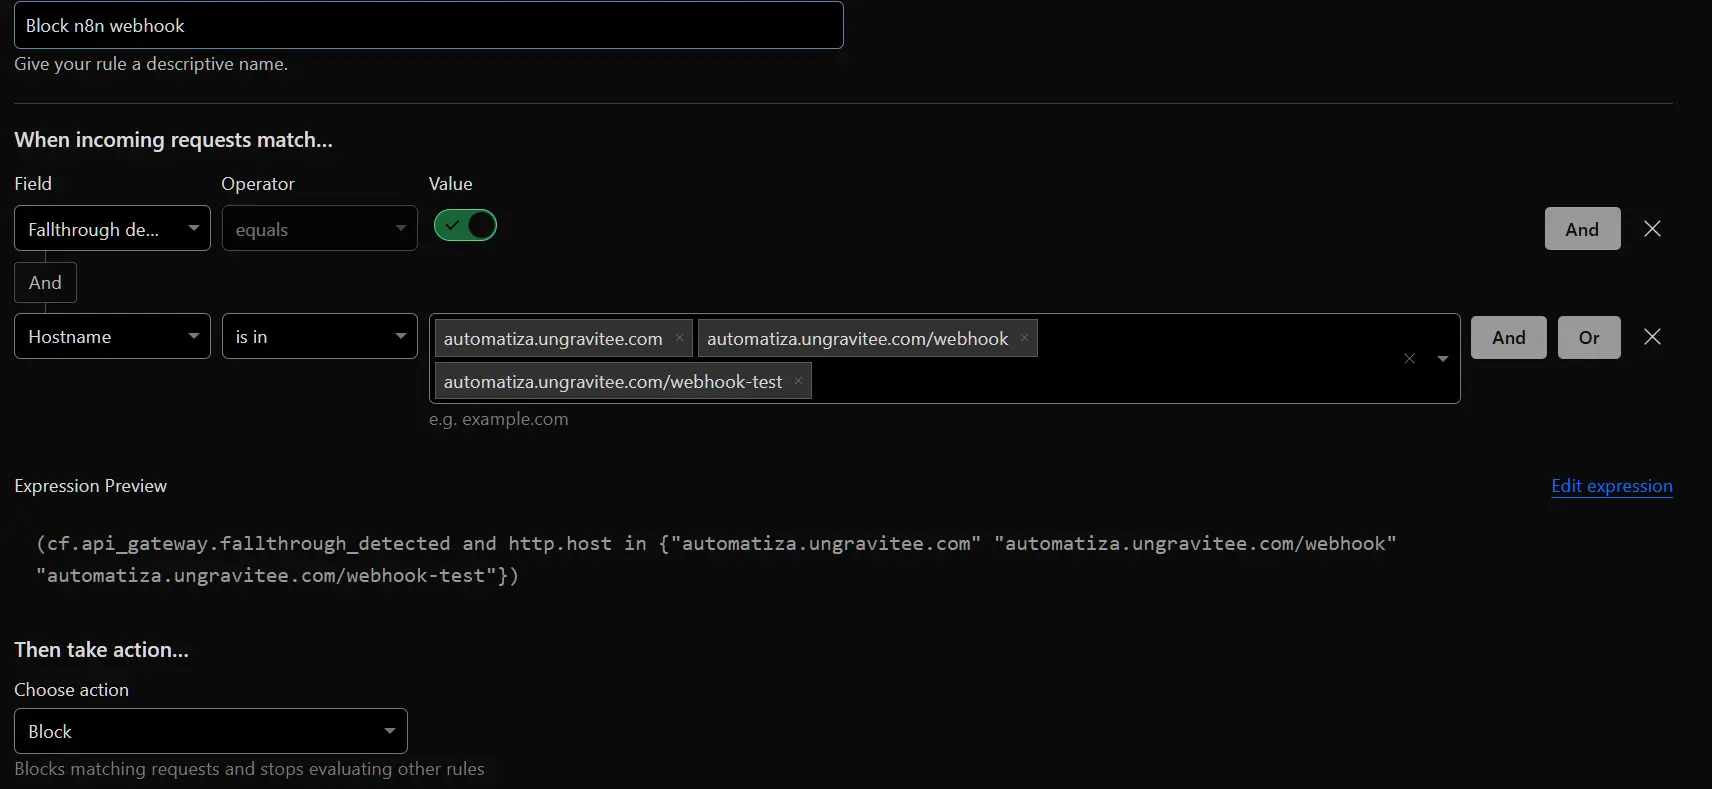 Block n8n webhook
Give your rule a descriptive name.
When incoming requests match...
Field Operator Value
Fallthrough de... equals And
And
Hostname is in automatiza.ungravitee.com automatiza.ungravitee.com/webhook And Or
automatiza.ungravitee.com/webhook-test
e.g. example.com
Expression Preview Edit expression
(cf.api_gateway.fallthrough_detected and http.host in {"automatiza.ungravitee.com" "automatiza.ungravitee.com/webhook"
"automatiza.ungravitee.com/webhook-test"})
Then take action...
Choose action
Block
Blocks matching requests and stops evaluating other rules